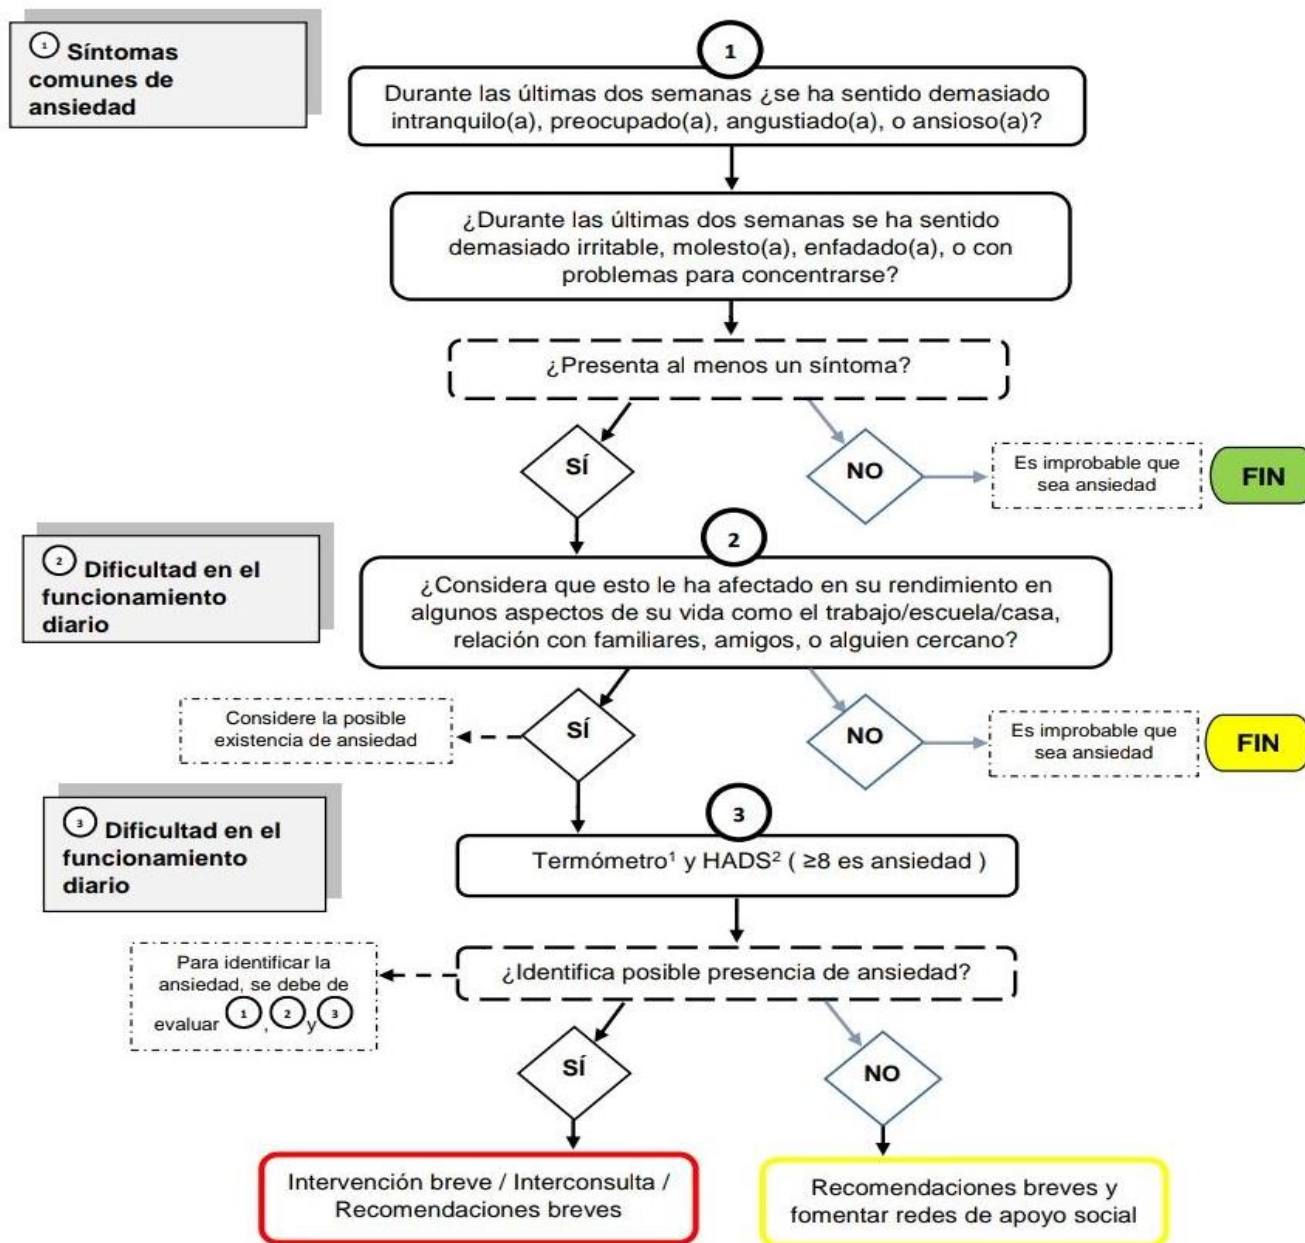 ① Síntomas
comunes de
ansiedad
1
Durante las últimas dos semanas ¿se ha sentido demasiado
intranquilo(a), preocupado(a), angustiado(a), o ansioso(a)?
¿Durante las últimas dos semanas se ha sentido
demasiado irritable, molesto(a), enfadado(a), o con
problemas para concentrarse?
¿Presenta al menos un síntoma?
SÍ
NO
Es improbable que
sea ansiedad
FIN
② Dificultad en el
funcionamiento
diario
2
¿Considera que esto le ha afectado en su rendimiento en
algunos aspectos de su vida como el trabajo/escuela/casa,
relación con familiares, amigos, o alguien cercano?
Considere la posible
existencia de ansiedad
SÍ
NO
Es improbable que
sea ansiedad
FIN
③ Dificultad en el
funcionamiento
diario
3
Termómetro¹ y HADS² ( ≥8 es ansiedad )
Para identificar la
ansiedad, se debe de
evaluar ①, ② y ③
¿Identifica posible presencia de ansiedad?
SÍ
NO
Intervención breve / Interconsulta /
Recomendaciones breves
Recomendaciones breves y
fomentar redes de apoyo social